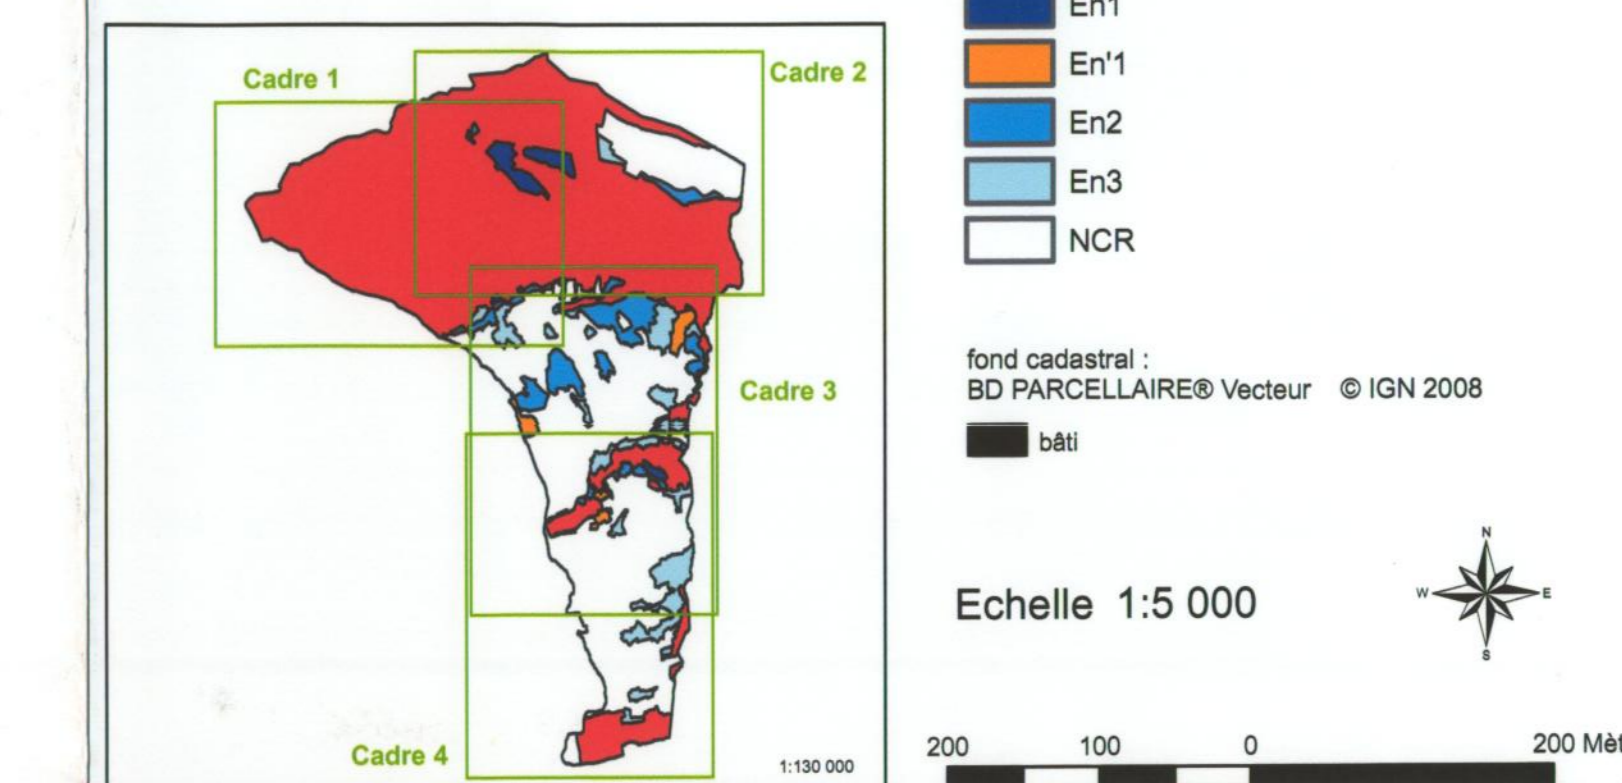 Cadre 1
Cadre 2
Cadre 3
Cadre 4
1:130 000
En1
En'1
En2
En3
NCR
fond cadastral :
BD PARCELLAIRE® Vecteur © IGN 2008
bâti
Echelle 1:5 000
N
W E
S
200 100 0 200 Mèt